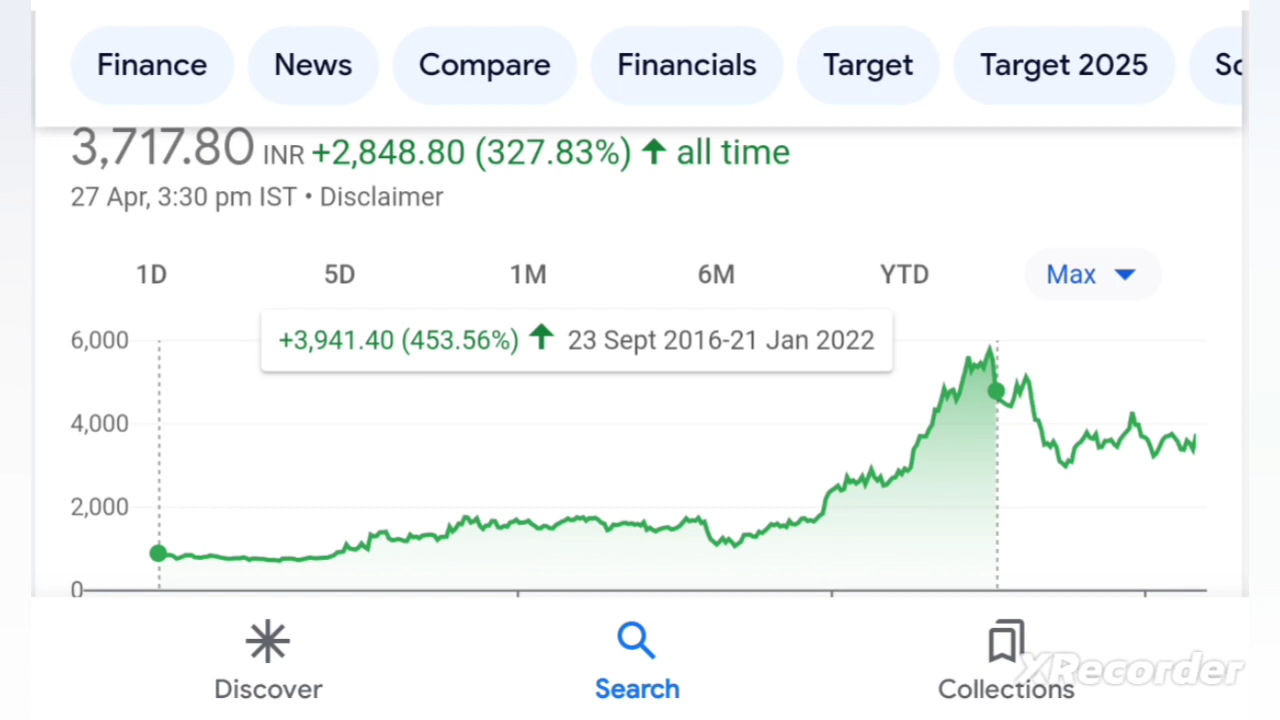 Finance News Compare Financials Target Target 2025
3,717.80 INR +2,848.80 (327.83%) ↑ all time
27 Apr, 3:30 pm IST • Disclaimer
1D 5D 1M 6M YTD Max
+3,941.40 (453.56%) ↑ 23 Sept 2016-21 Jan 2022
6,000
4,000
2,000
0
Discover Search Collections
XRecorder